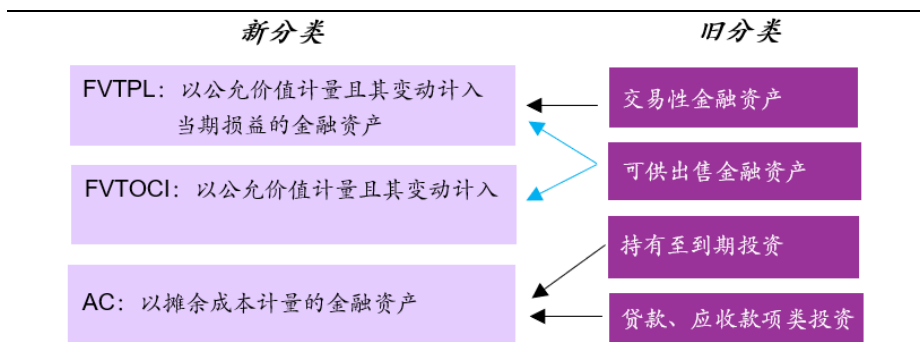 新分类
旧分类
FVTPL：以公允价值计量且其变动计入
当期损益的金融资产
交易性金融资产
FVTOCI：以公允价值计量且其变动计入
可供出售金融资产
持有至到期投资
AC：以摊余成本计量的金融资产
贷款、应收款项类投资